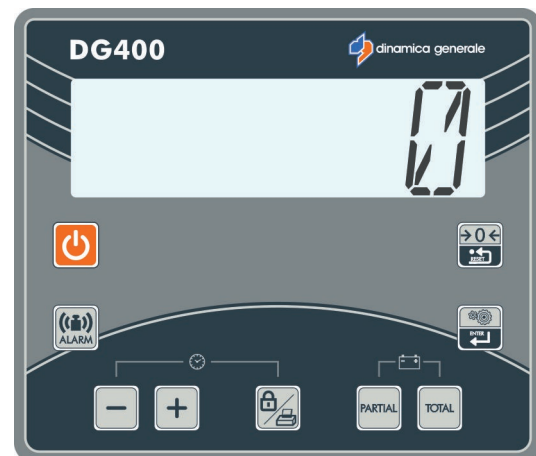 DG400
dinamica generale
0
→0←
RESET
ALARM
ENTER
− +
PARTIAL TOTAL